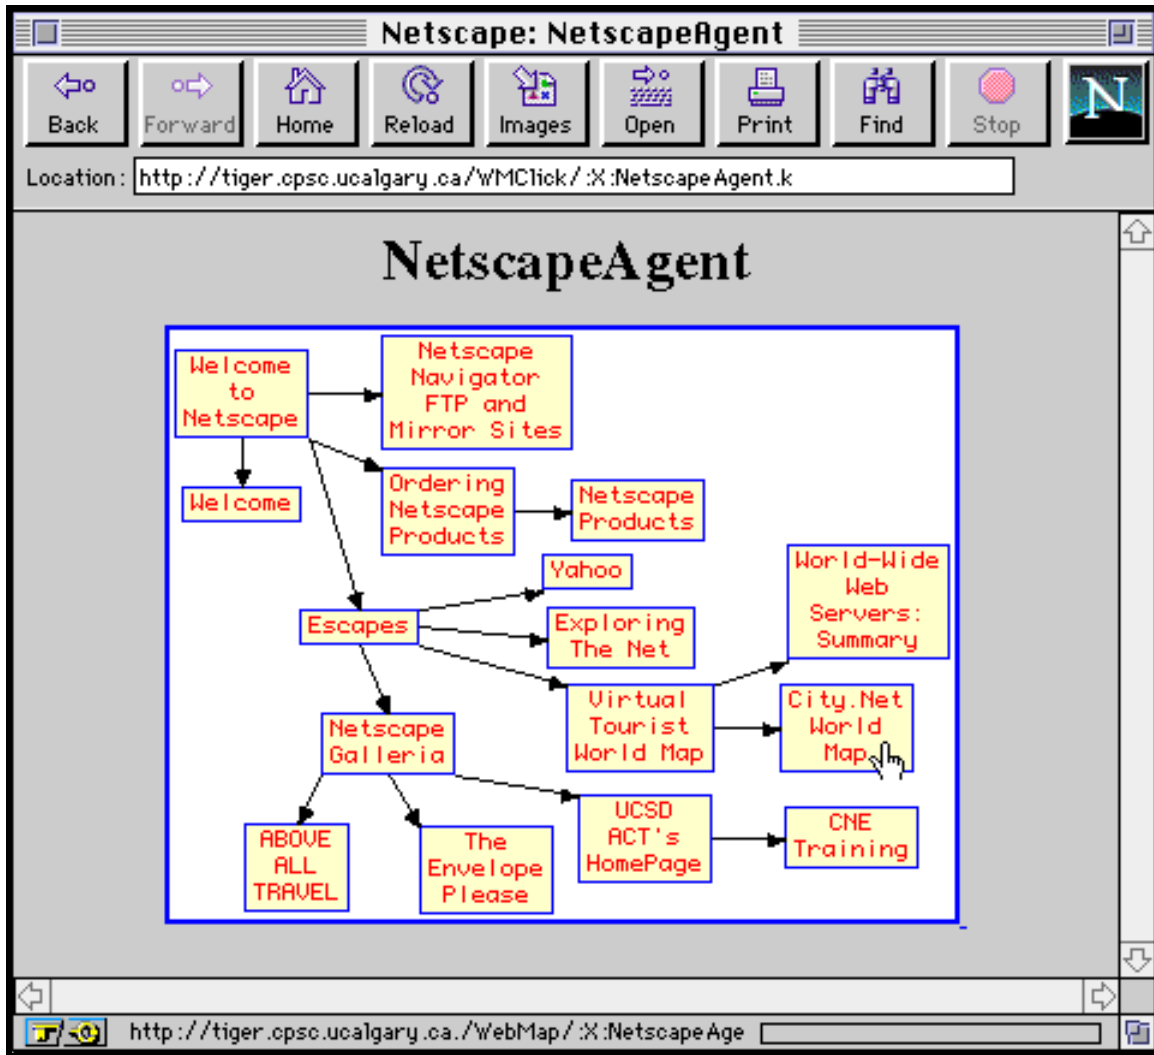 Netscape: NetscapeAgent
Back Forward Home Reload Images Open Print Find Stop N
Location: http://tiger.cpsc.ucalgary.ca/WMClick/:X:NetscapeAgent.k
NetscapeAgent
Welcome
to
Netscape
Netscape
Navigator
FTP and
Mirror Sites
Welcome
Ordering
Netscape
Products
Netscape
Products
Yahoo
World-Wide
Web
Servers:
Summary
Escapes
Exploring
The Net
Virtual
Tourist
World Map
City.Net
World
Map
Netscape
Galleria
UCSD
ACT's
HomePage
CNE
Training
ABOVE
ALL
TRAVEL
The
Envelope
Please
http://tiger.cpsc.ucalgary.ca./WebMap/:X:NetscapeAge